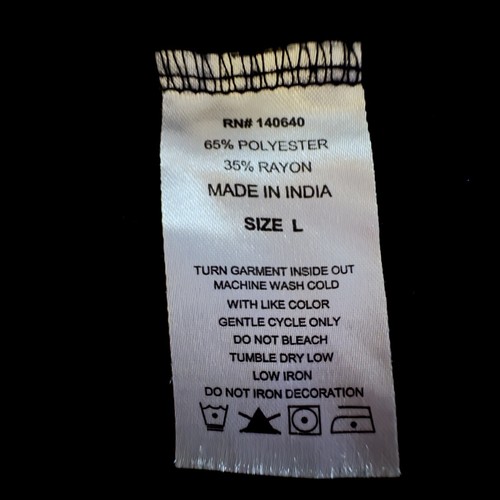 RN# 140640
65% POLYESTER
35% RAYON
MADE IN INDIA
SIZE L
TURN GARMENT INSIDE OUT
MACHINE WASH COLD
WITH LIKE COLOR
GENTLE CYCLE ONLY
DO NOT BLEACH
TUMBLE DRY LOW
LOW IRON
DO NOT IRON DECORATION